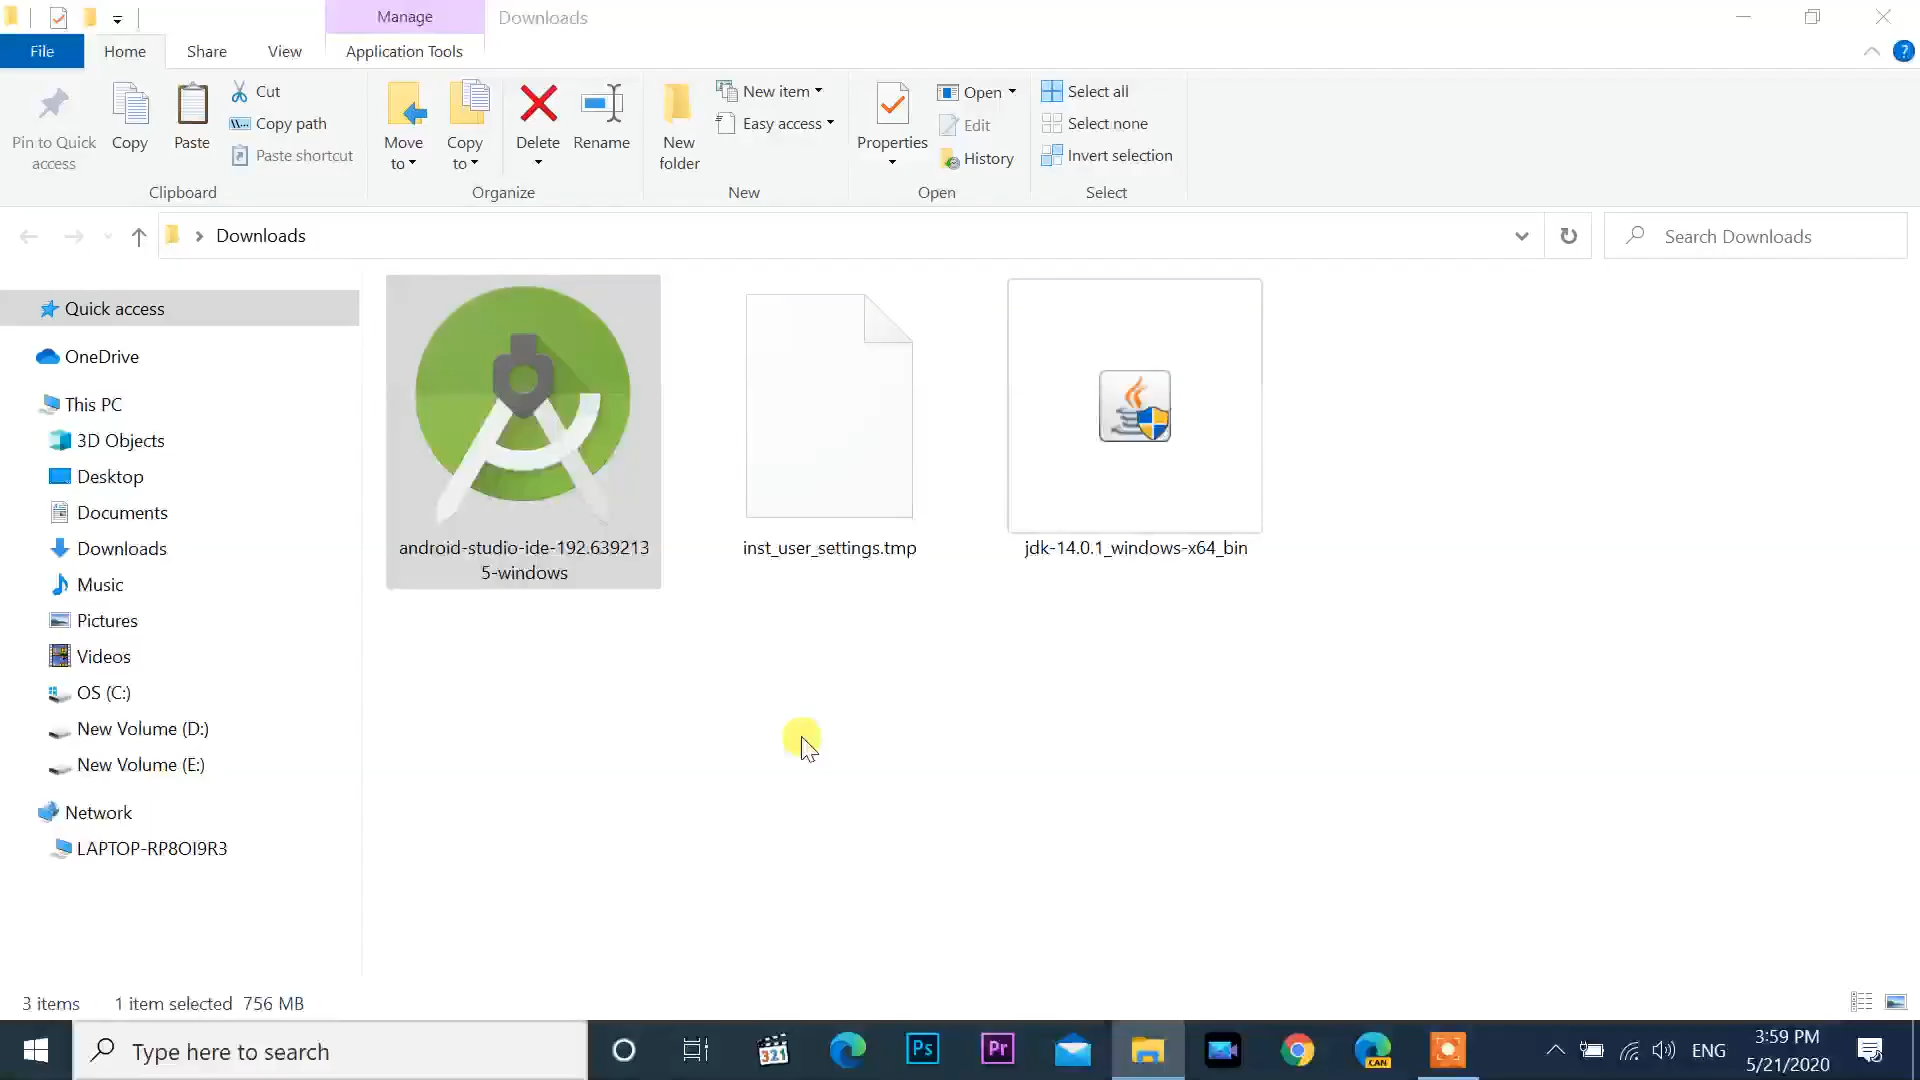 Manage
Downloads
File
Home
Share
View
Application Tools
?
Pin to Quick
access
Copy
Paste
Cut
Copy path
Paste shortcut
Clipboard
Move
to
Copy
to
Delete
Rename
Organize
New
folder
New item
Easy access
New
Properties
Open
Edit
History
Open
Select all
Select none
Invert selection
Select
Downloads
Search Downloads
Quick access
OneDrive
This PC
3D Objects
Desktop
Documents
Downloads
Music
Pictures
Videos
OS (C:)
New Volume (D:)
New Volume (E:)
Network
LAPTOP-RP8OI9R3
android-studio-ide-192.639213
5-windows
inst_user_settings.tmp
jdk-14.0.1_windows-x64_bin
3 items
1 item selected 756 MB
Type here to search
321
Ps
Pr
CAN
ENG
3:59 PM
5/21/2020